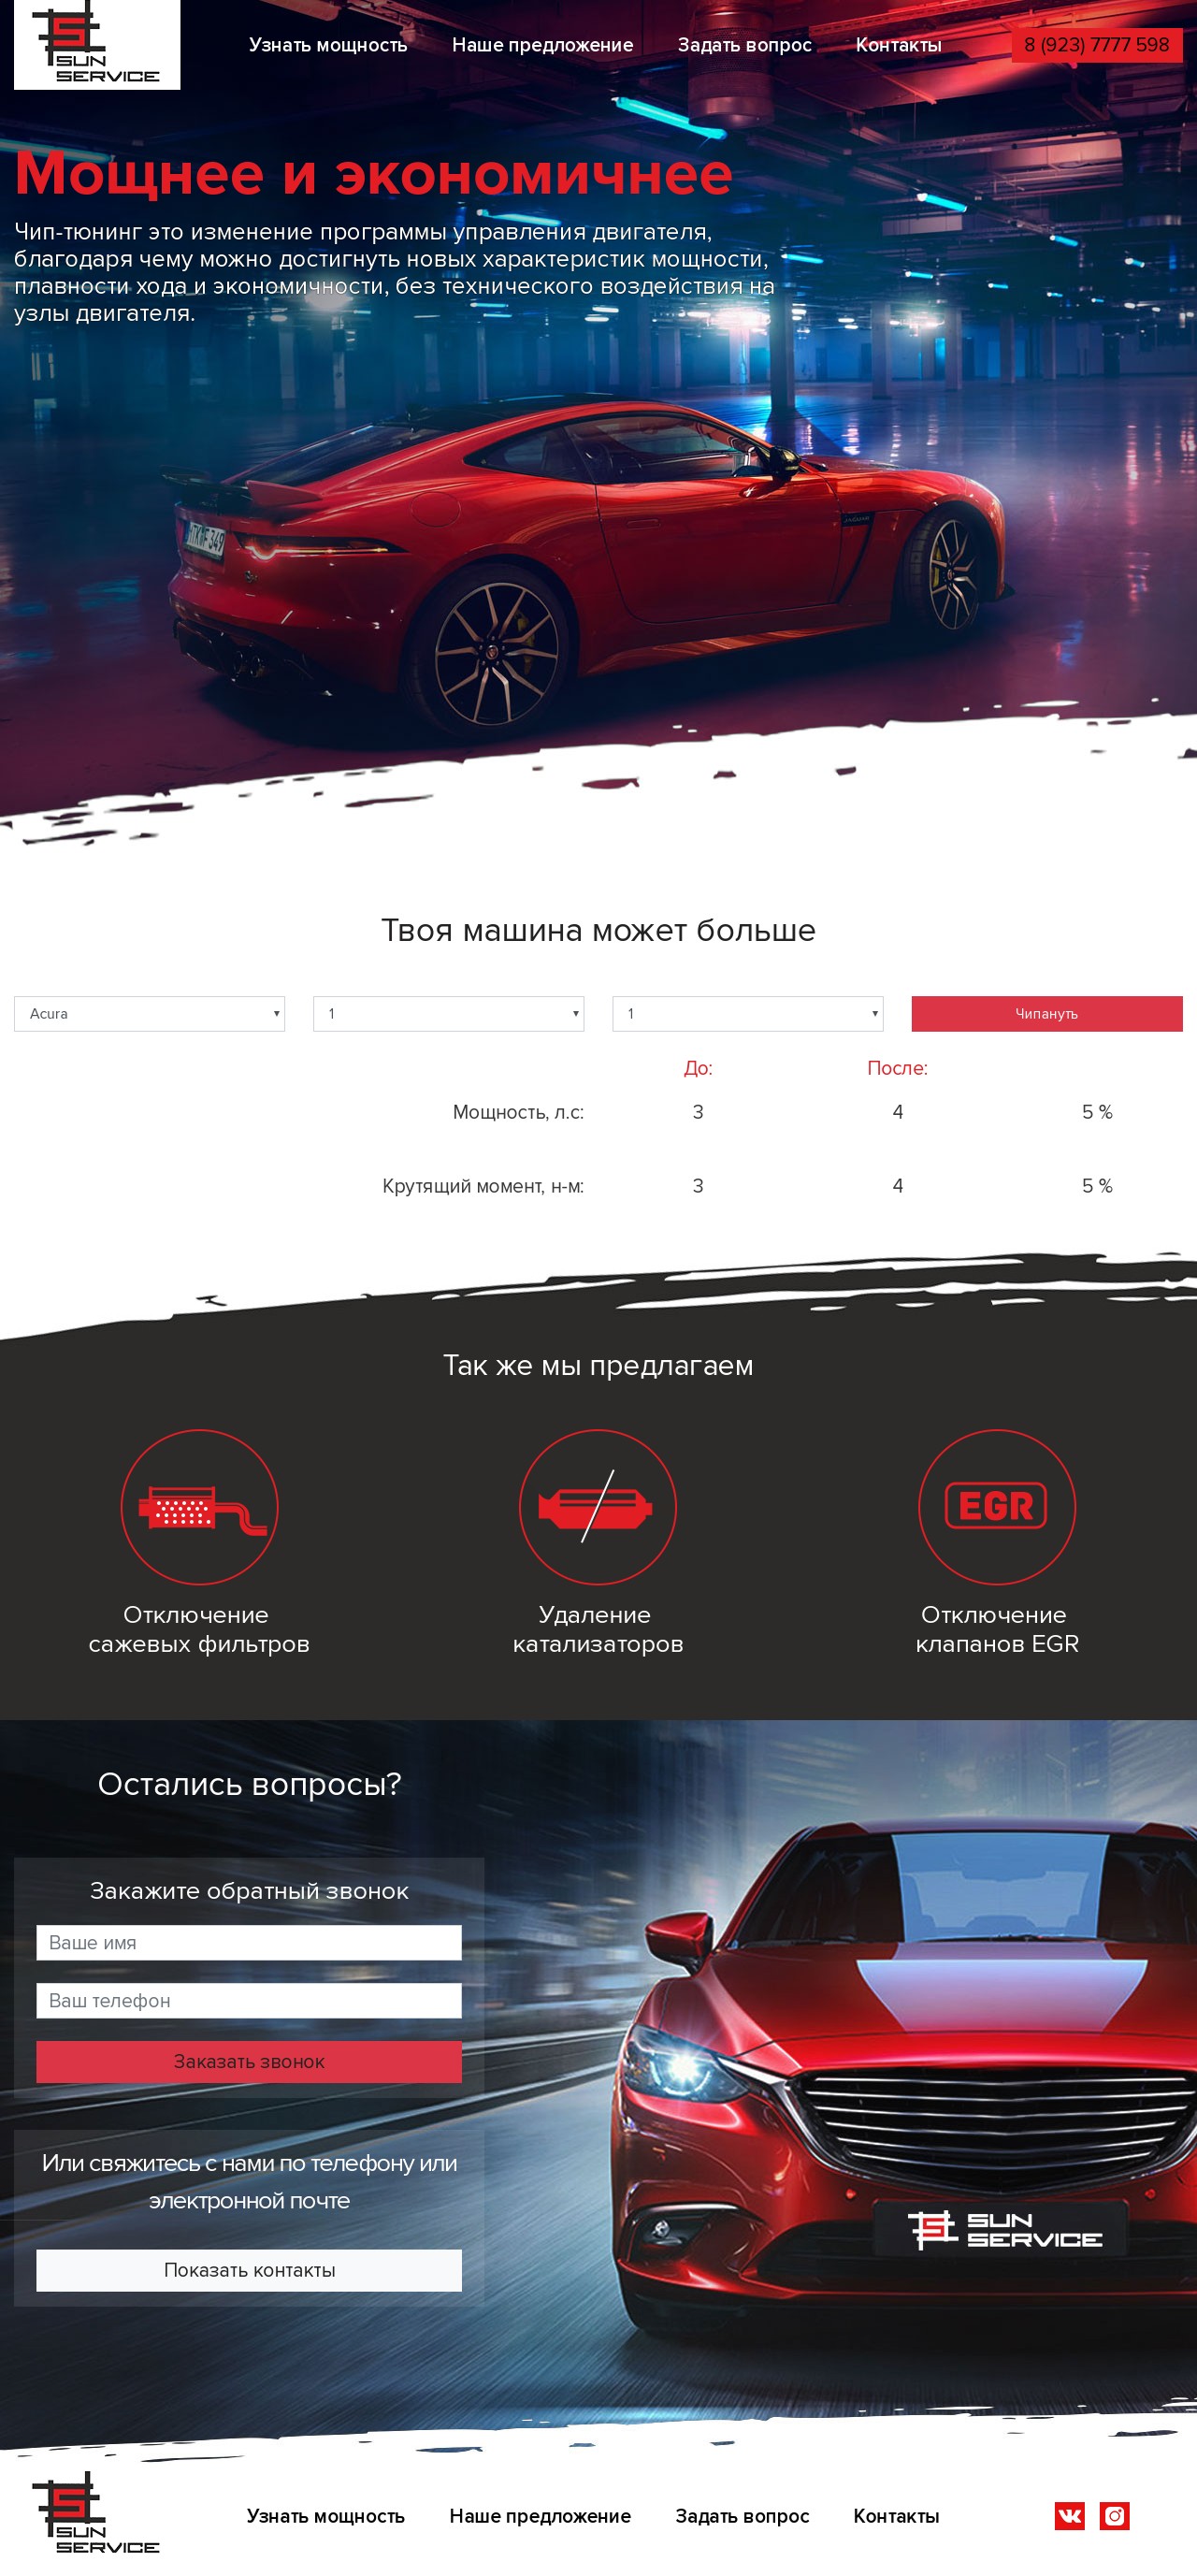 SUN
SERVICE
Узнать мощность
Наше предложение
Задать вопрос
Контакты
8 (923) 7777 598
Мощнее и экономичнее
Чип-тюнинг это изменение программы управления двигателя,
благодаря чему можно достигнуть новых характеристик мощности,
плавности хода и экономичности, без технического воздействия на
узлы двигателя.
JAGUAR
Твоя машина может больше
Acura
1
1
Чипануть
До:
После:
Мощность, л.с:
3
4
5 %
Крутящий момент, н-м:
3
4
5 %
Так же мы предлагаем
EGR
Отключение
сажевых фильтров
Удаление
катализаторов
Отключение
клапанов EGR
Остались вопросы?
Закажите обратный звонок
Ваше имя
Ваш телефон
Заказать звонок
Или свяжитесь с нами по телефону или
электронной почте
Показать контакты
SUN
SERVICE
SUN
SERVICE
Узнать мощность
Наше предложение
Задать вопрос
Контакты